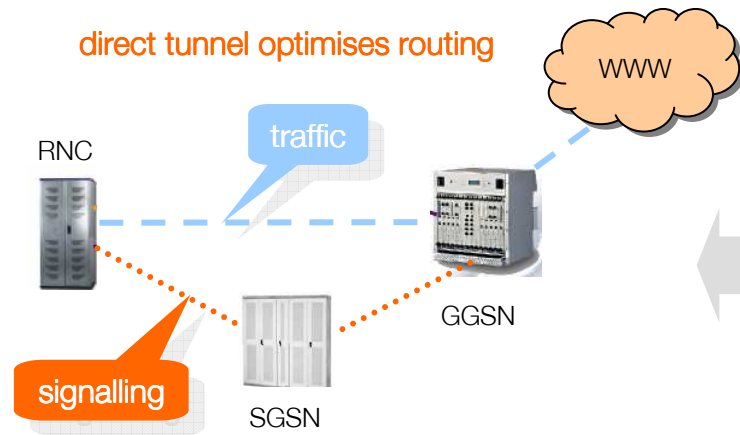 direct tunnel optimises routing
WWW
traffic
RNC
GGSN
signalling
SGSN